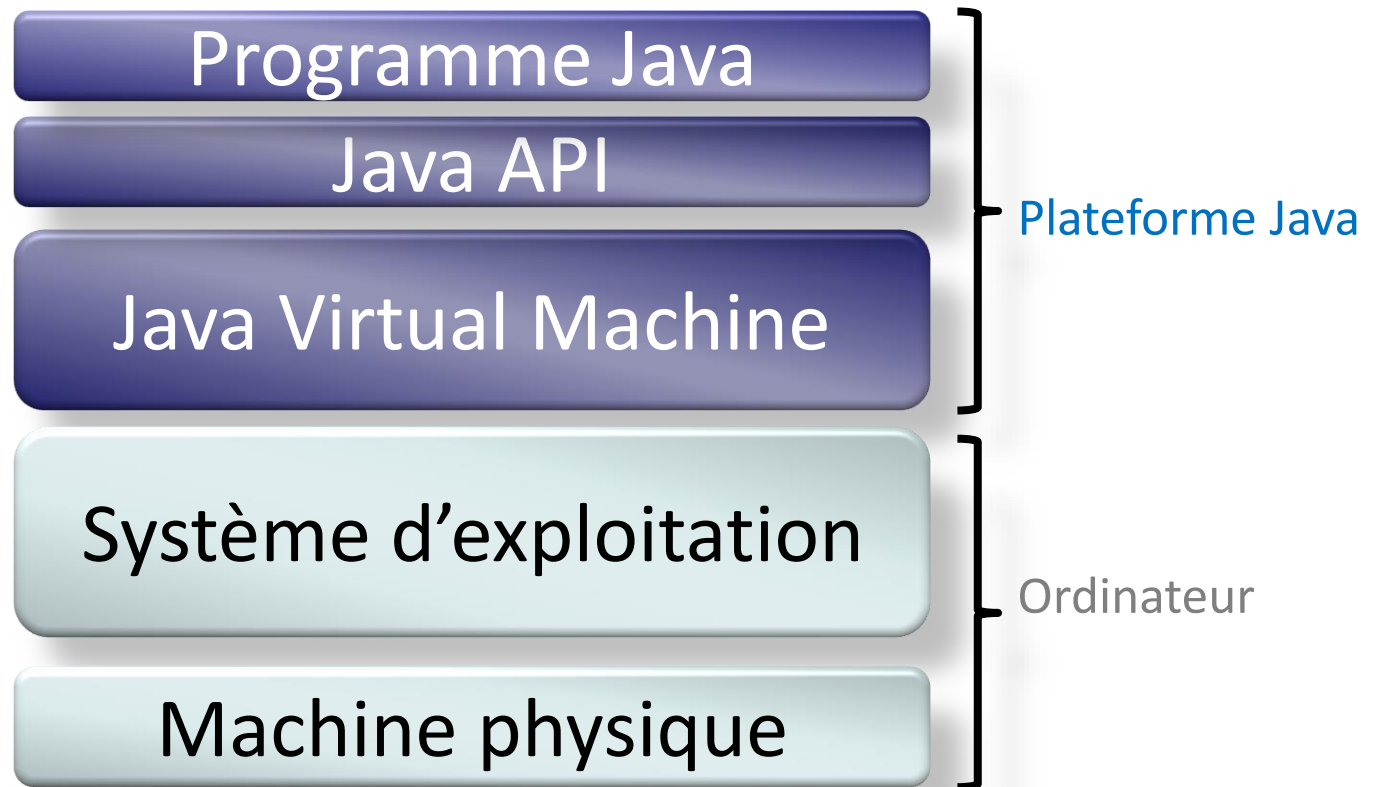 Programme Java
Java API
Plateforme Java
Java Virtual Machine
Système d’exploitation
Ordinateur
Machine physique